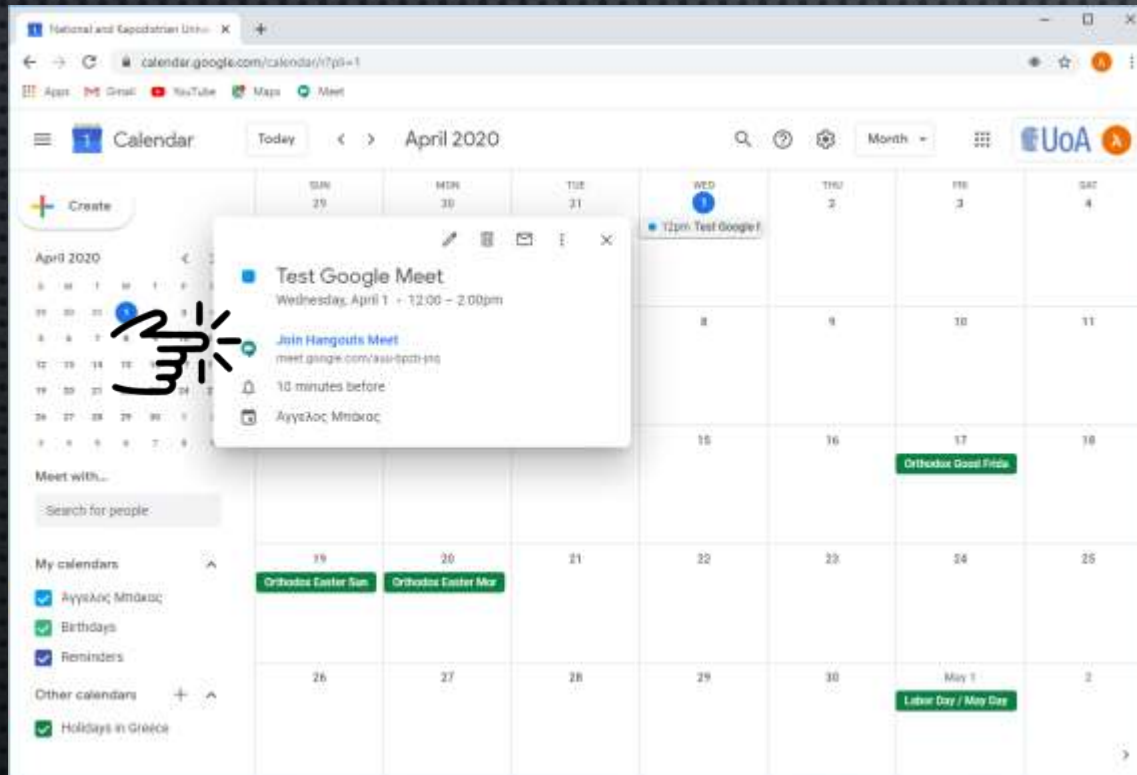 National and Kapodistrian Unive
calendar.google.com/calendar/r?pli=1
Apps Gmail YouTube Maps Meet
1 Calendar Today April 2020 Month UoA λ
Create
SUN MON TUE WED THU FRI SAT
29 30 31 1 2 3 4
12pm Test Google
April 2020
Test Google Meet
Wednesday, April 1 · 12:00 – 2:00pm
Join Hangouts Meet
10 minutes before
Άγγελος Μπάκας
8 9 10 11
15 16 17 18
Orthodox Good Frida
Meet with...
Search for people
19 20 21 22 23 24 25
Orthodox Easter Sun Orthodox Easter Mor
My calendars
Άγγελος Μπάκας
Birthdays
Reminders
Other calendars
Holidays in Greece
26 27 28 29 30 May 1 2
Labor Day / May Day